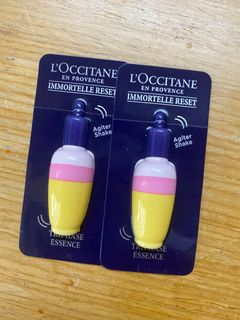 L'OCCITANE
EN PROVENCE
IMMORTELLE RESET
Agiter
Shake
TRIPHASE
ESSENCE
L'OCCITANE
EN PROVENCE
IMMORTELLE RESET
Agiter
Shake
TRIPHASE
ESSENCE